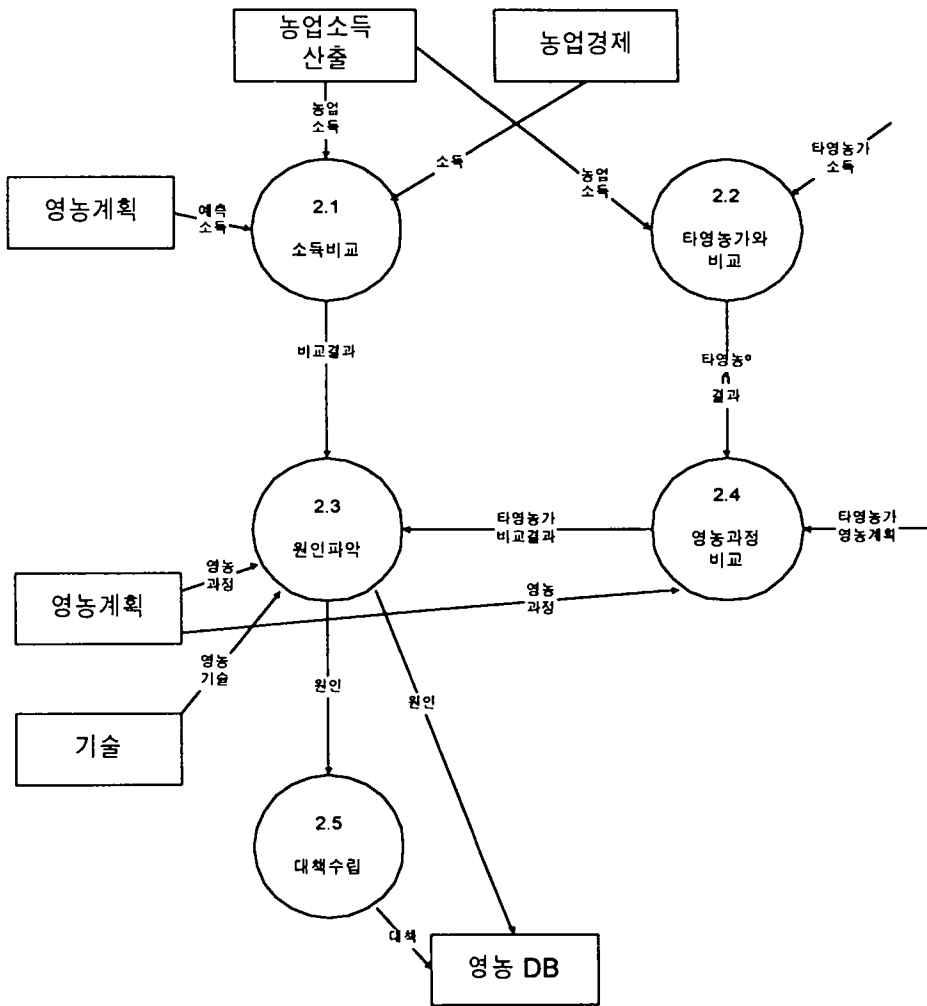 농업소득
산출
농업경제
농업
소득
소득
농업
소득
타영농가
소득
영농계획
예측
소득
2.1
소득비교
2.2
타영농가와
비교
비교결과
타영농
결과
2.3
원인파악
타영농가
비교결과
2.4
영농과정
비교
타영농가
영농계획
영농
과정
영농계획
영농
과정
영농
기술
원인
원인
기술
2.5
대책수립
대책
영농 DB